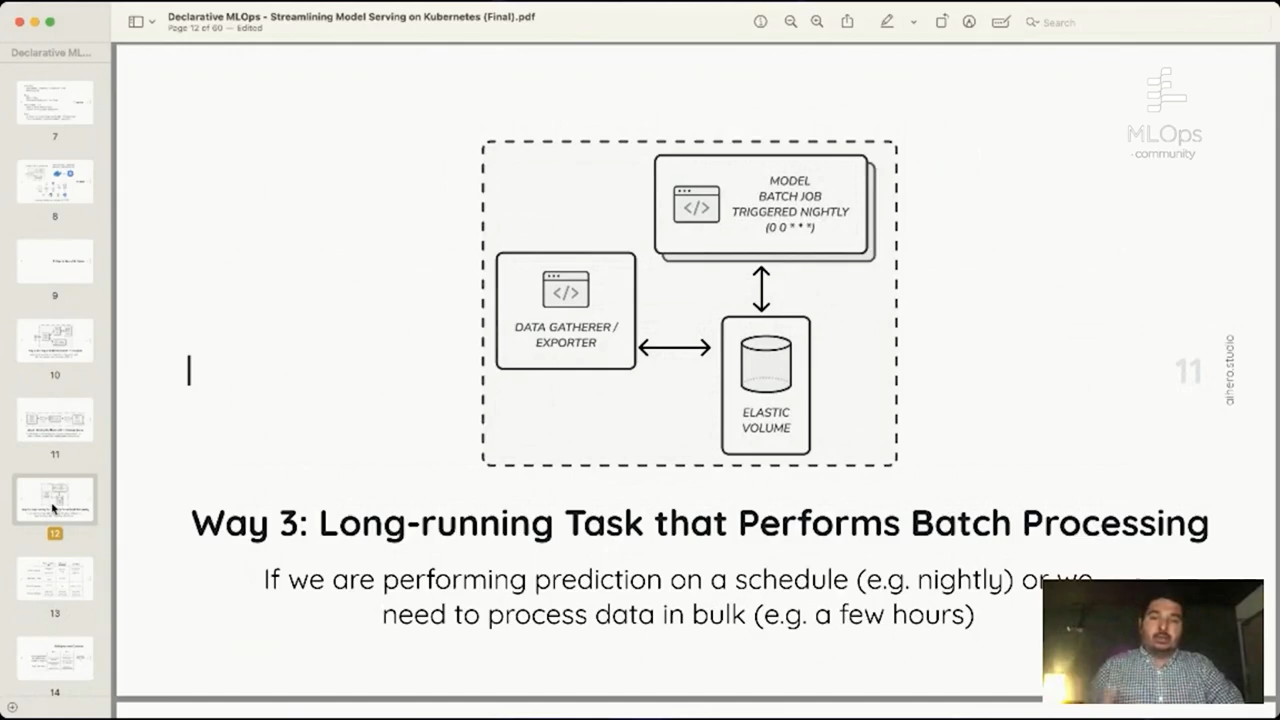 Declarative MLOps - Streamlining Model Serving on Kubernetes (Final).pdf
Page 12 of 60 — Edited
Search
Declarative ML...
7
8
9
10
11
12
13
14
MLOps
community
MODEL
BATCH JOB
TRIGGERED NIGHTLY
(0 0 * * *)
</>
</>
DATA GATHERER /
EXPORTER
ELASTIC
VOLUME
11
aihero.studio
Way 3: Long-running Task that Performs Batch Processing
If we are performing prediction on a schedule (e.g. nightly) or we
need to process data in bulk (e.g. a few hours)